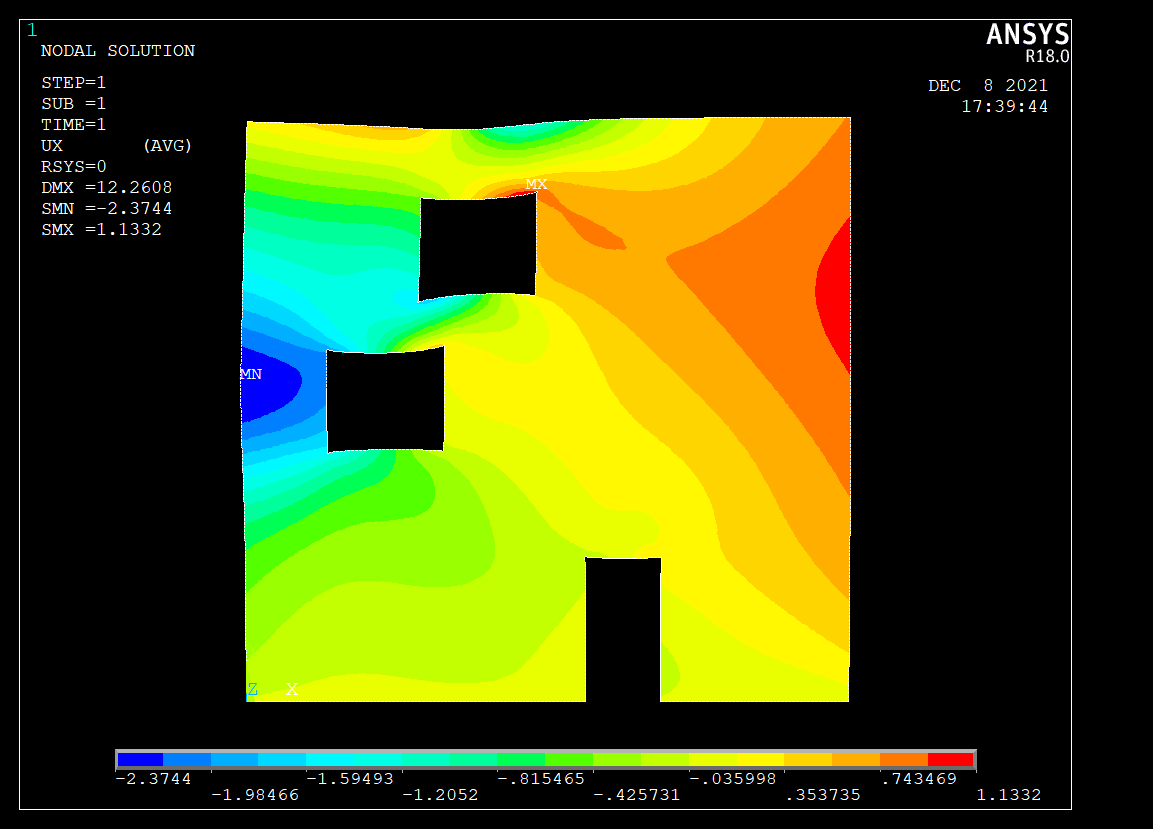 1
ANSYS
R18.0
NODAL SOLUTION
STEP=1
SUB =1
TIME=1
UX (AVG)
RSYS=0
DMX =12.2608
SMN =-2.3744
SMX =1.1332
DEC 8 2021
17:39:44
MX
MN
Z X
-2.3744 -1.59493 -.815465 -.035998 .743469
-1.98466 -1.2052 -.425731 .353735 1.1332